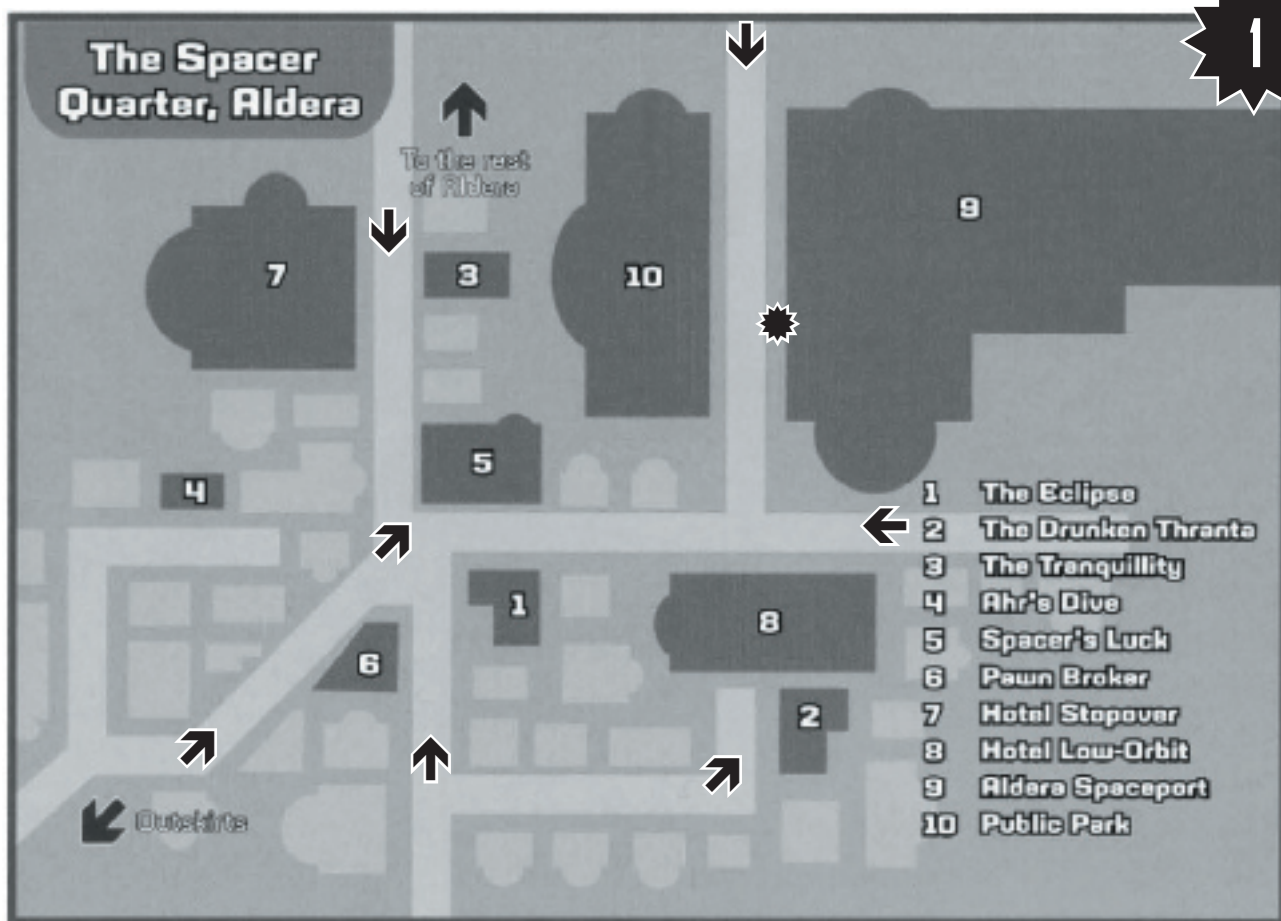 The Spacer
Quarter, Aldera
1
To the rest
of Aldera
7
3
10
9
4
5
1
8
6
2
Outskirts
1 The Eclipse
2 The Drunken Thranta
3 The Tranquillity
4 Ahr's Dive
5 Spacer's Luck
6 Pawn Broker
7 Hotel Stopover
8 Hotel Low-Orbit
9 Aldera Spaceport
10 Public Park